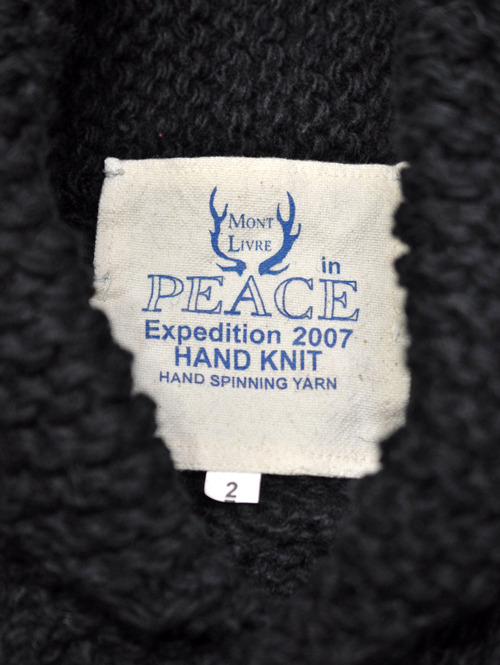 MONT
LIVRE
in
PEACE
Expedition 2007
HAND KNIT
HAND SPINNING YARN
2